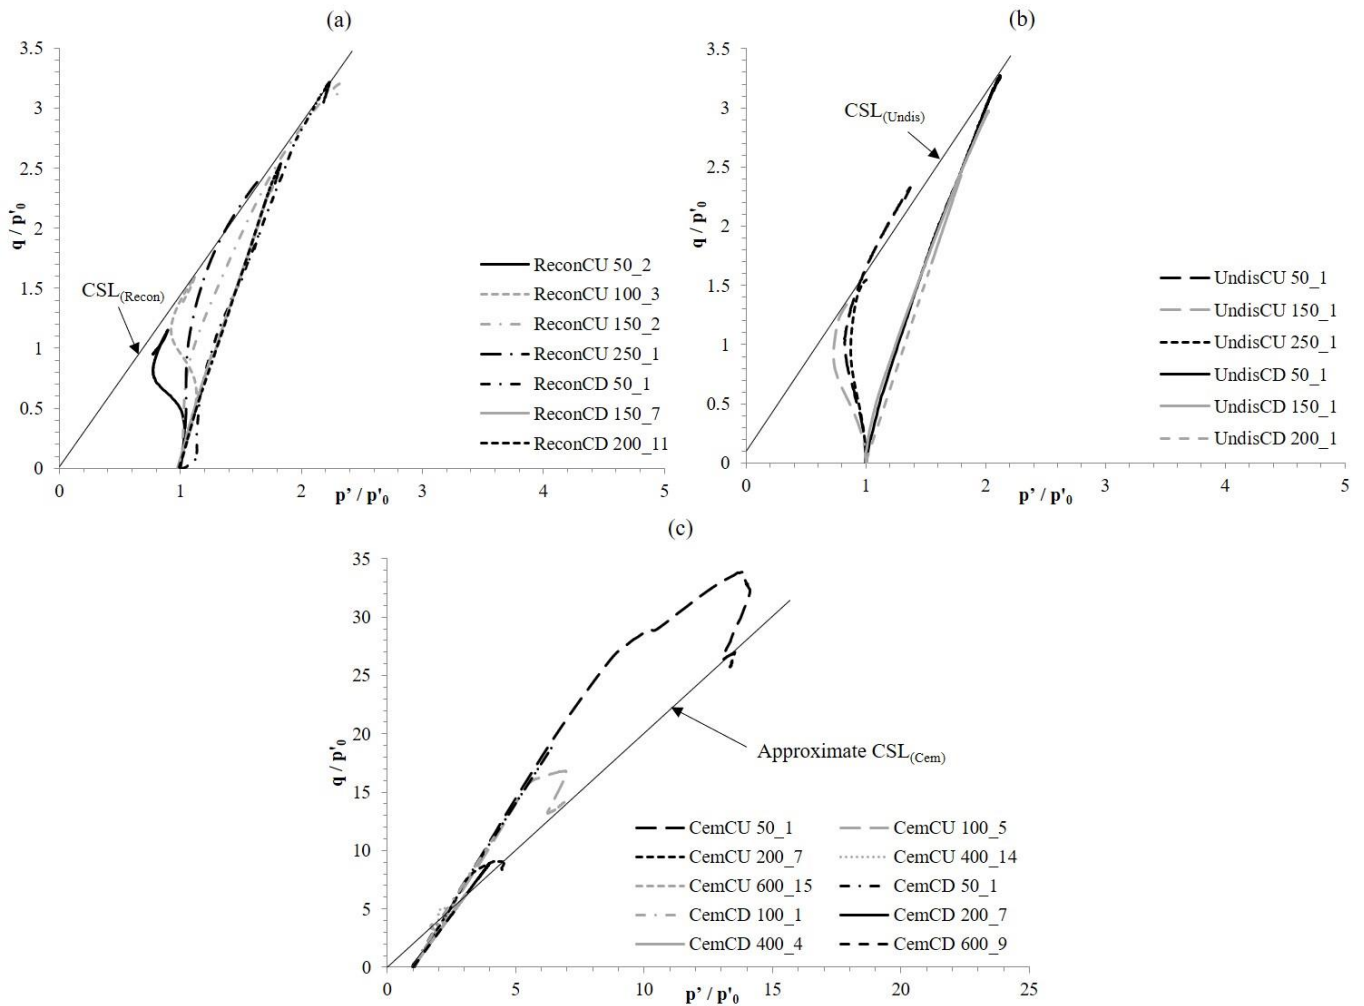 (a)
3.5
3
2.5
2
1.5
1
0.5
0
q / p'0
CSL(Recon)
ReconCU 50_2
ReconCU 100_3
ReconCU 150_2
ReconCU 250_1
ReconCD 50_1
ReconCD 150_7
ReconCD 200_11
0 1 2 3 4 5
p’ / p'0
(b)
3.5
3
2.5
2
1.5
1
0.5
0
q / p'0
CSL(Undis)
UndisCU 50_1
UndisCU 150_1
UndisCU 250_1
UndisCD 50_1
UndisCD 150_1
UndisCD 200_1
0 1 2 3 4 5
p’ / p'0
(c)
35
30
25
20
15
10
5
0
q / p'0
Approximate CSL(Cem)
CemCU 50_1 CemCU 100_5
CemCU 200_7 CemCU 400_14
CemCU 600_15 CemCD 50_1
CemCD 100_1 CemCD 200_7
CemCD 400_4 CemCD 600_9
0 5 10 15 20 25
p’ / p'0